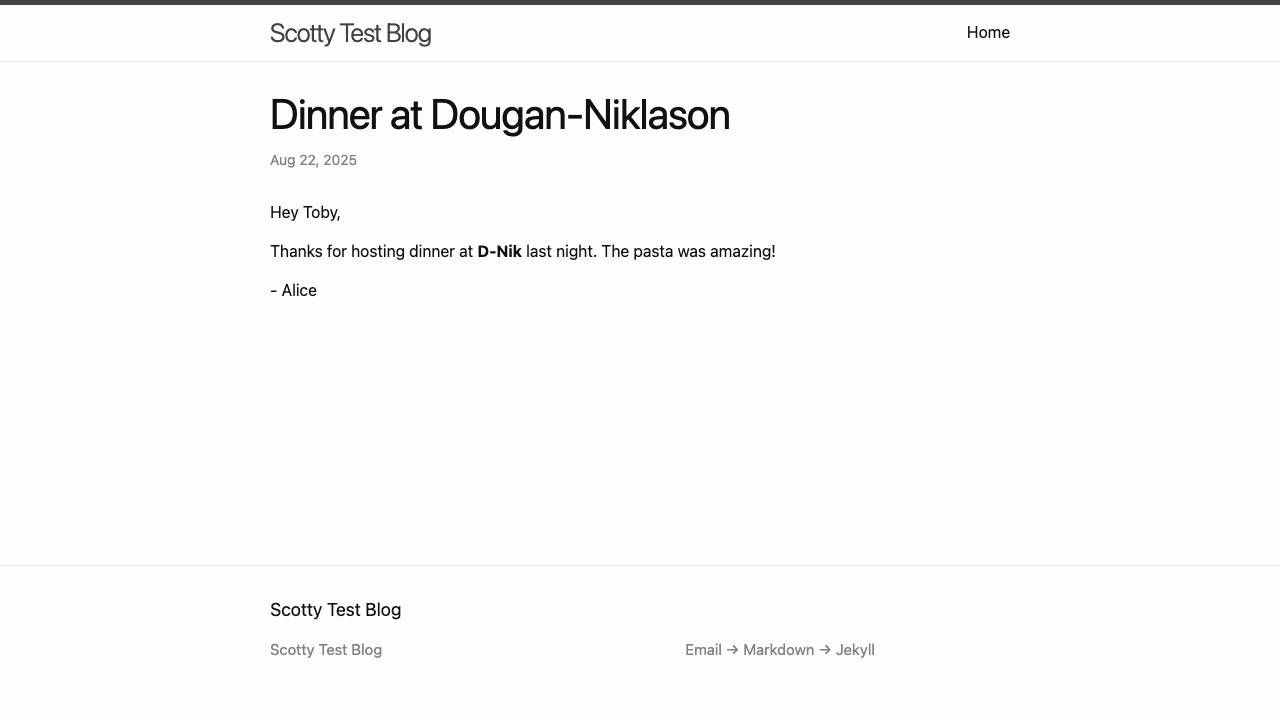 Scotty Test Blog
Home
Dinner at Dougan-Niklason
Aug 22, 2025
Hey Toby,
Thanks for hosting dinner at D-Nik last night. The pasta was amazing!
- Alice
Scotty Test Blog
Scotty Test Blog
Email → Markdown → Jekyll